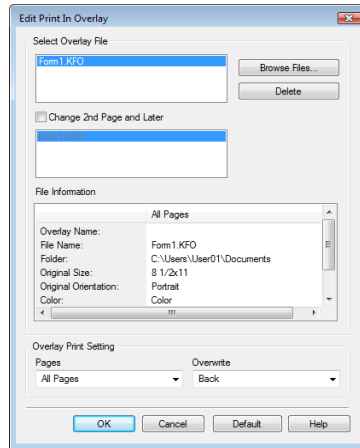 Edit Print In Overlay
Select Overlay File
Form1.KFO
Browse Files...
Delete
Change 2nd Page and Later
Form1.KFO
File Information
All Pages
Overlay Name:
File Name: Form1.KFO
Folder: C:\Users\User01\Documents
Original Size: 8 1/2x11
Original Orientation: Portrait
Color: Color
Overlay Print Setting
Pages Overwrite
All Pages Back
OK Cancel Default Help